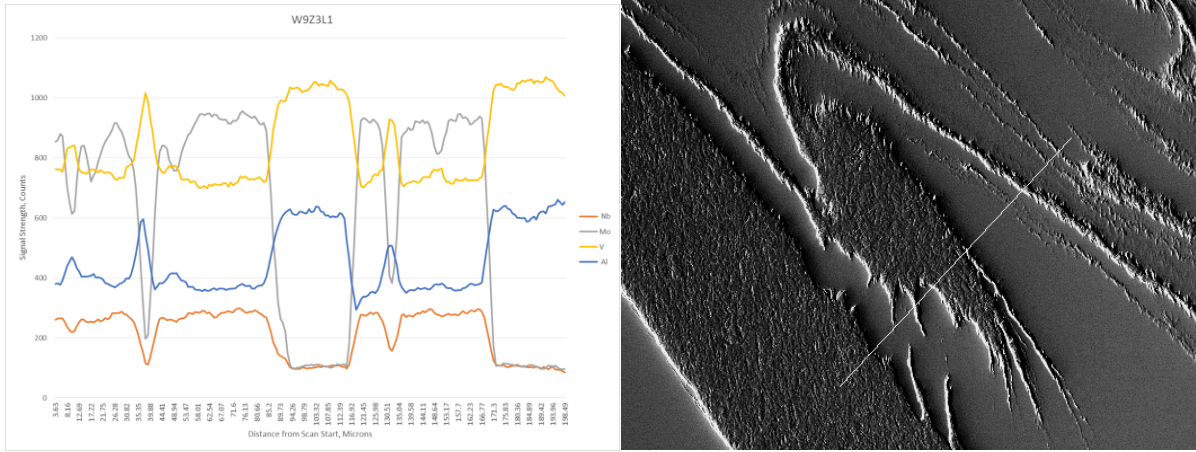 W9Z3L1
1200
1000
800
600
400
200
0
Signal Strength, Counts
Nb
Mo
V
Al
3.63 8.16 12.69 17.22 21.75 26.28 30.82 35.35 39.88 44.41 48.94 53.47 58.01 62.54 67.07 71.6 76.13 80.66 85.2 89.73 94.26 98.79 103.32 107.85 112.39 116.92 121.45 125.98 130.51 135.04 139.58 144.11 148.64 153.17 157.7 162.23 166.77 171.3 175.83 180.36 184.89 189.42 193.96 198.49
Distance from Scan Start, Microns